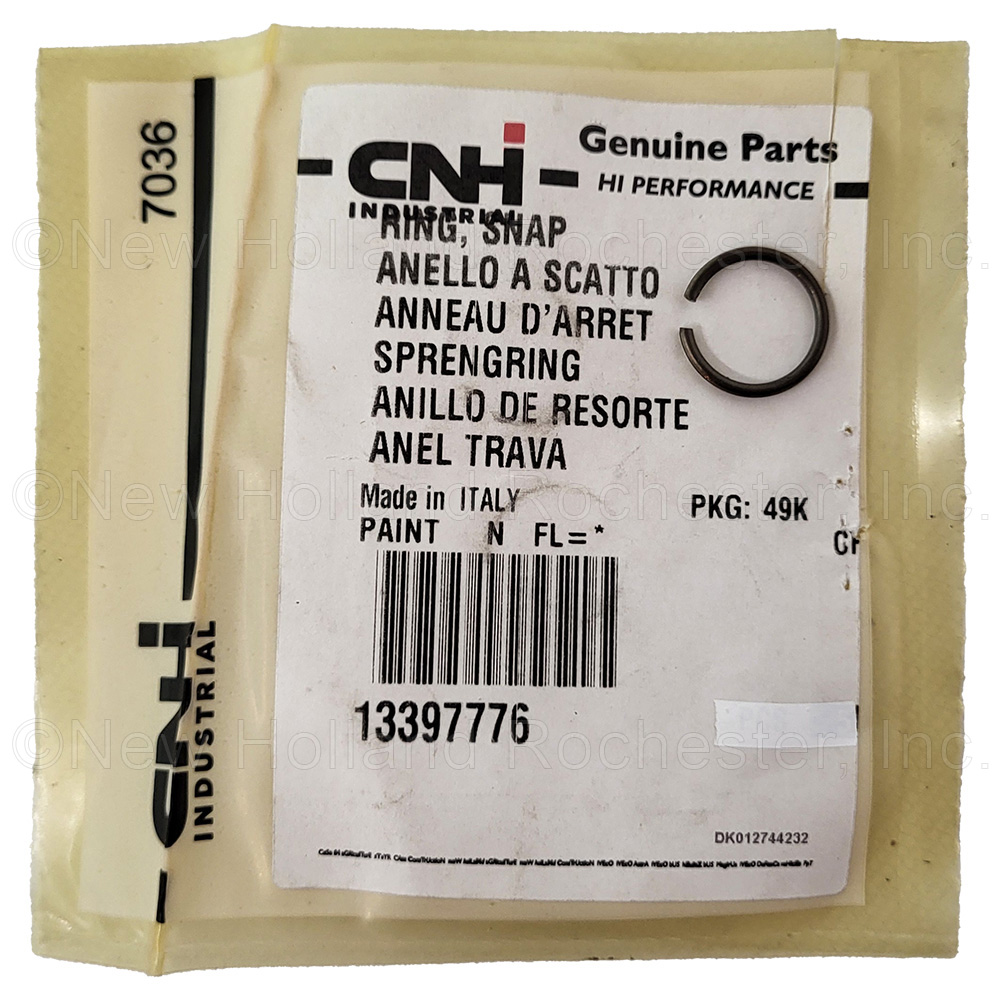 7036
CNH
INDUSTRIAL
Genuine Parts
HI PERFORMANCE
RING, SNAP
ANELLO A SCATTO
ANNEAU D'ARRET
SPRENGRING
ANILLO DE RESORTE
ANEL TRAVA
Made in ITALY
PKG: 49K
PAINT N FL=*
13397776
DK012744232
CNH
INDUSTRIAL
©New Holland Rochester, Inc.
©New Holland Rochester, Inc.
©New Holland Rochester, Inc.